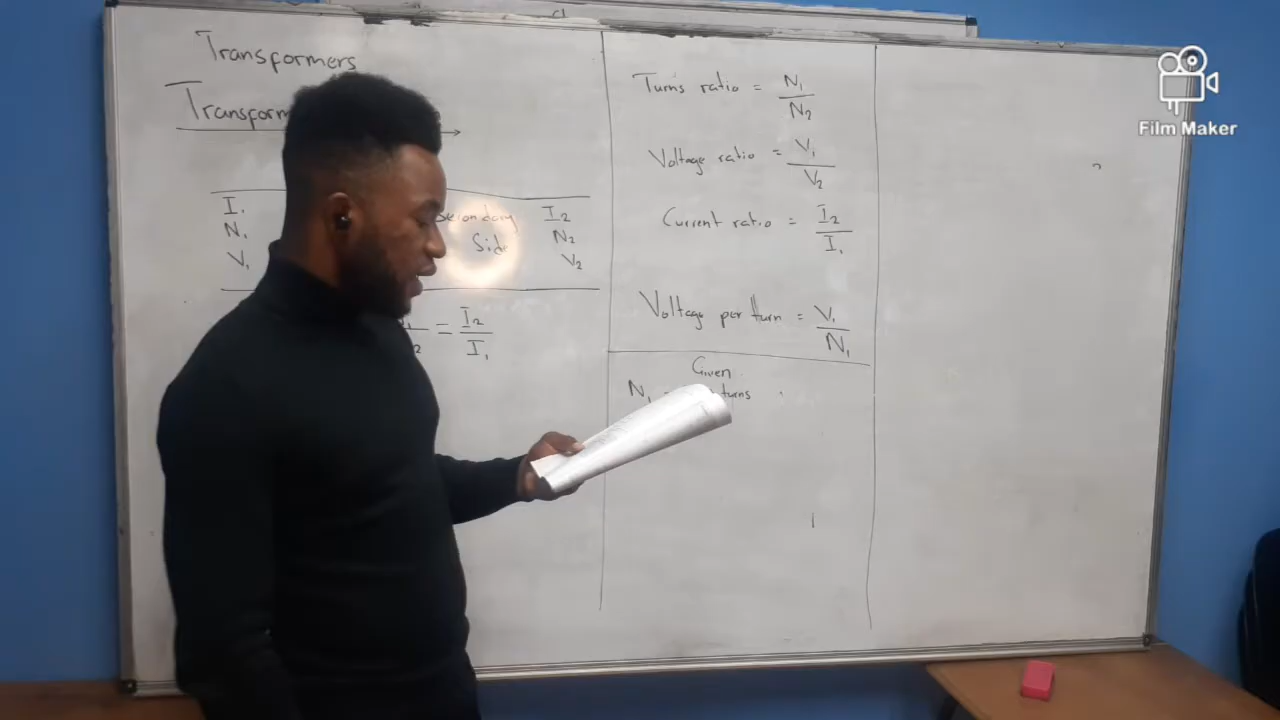 Transformers
Transform
I₁
N₁
V₁
Secondary
Side
I₂
N₂
V₂
= I₂/I₁
Turns ratio = N₁/N₂
Voltage ratio = V₁/V₂
Current ratio = I₂/I₁
Voltage per turn = V₁/N₁
Given
N₁ = turns
Film Maker